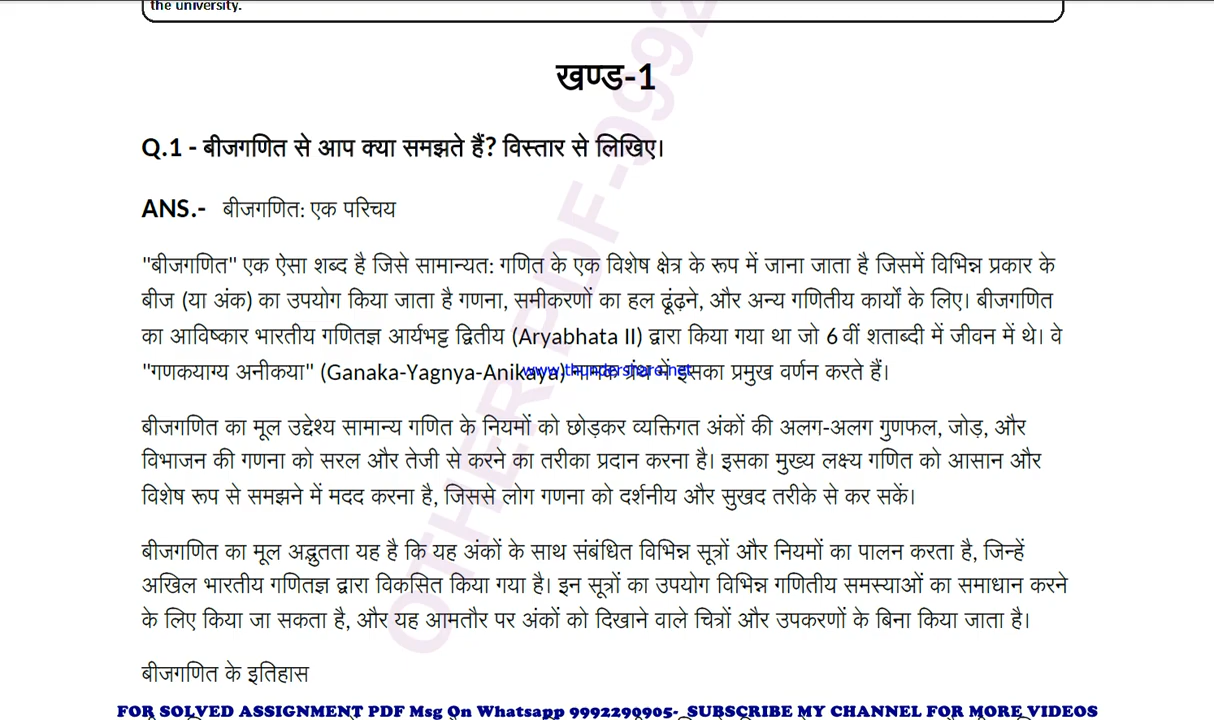 the university.
खण्ड-1
Q.1 - बीजगणित से आप क्या समझते हैं? विस्तार से लिखिए।
ANS.- बीजगणित: एक परिचय
"बीजगणित" एक ऐसा शब्द है जिसे सामान्यत: गणित के एक विशेष क्षेत्र के रूप में जाना जाता है जिसमें विभिन्न प्रकार के
बीज (या अंक) का उपयोग किया जाता है गणना, समीकरणों का हल ढूंढ़ने, और अन्य गणितीय कार्यों के लिए। बीजगणित
का आविष्कार भारतीय गणितज्ञ आर्यभट्ट द्वितीय (Aryabhata II) द्वारा किया गया था जो 6 वीं शताब्दी में जीवन में थे। वे
"गणकयाग्य अनीकया" (Ganaka-Yagnya-Anikaya) नामक ग्रंथ में इसका प्रमुख वर्णन करते हैं।
www.thundershare.net
बीजगणित का मूल उद्देश्य सामान्य गणित के नियमों को छोड़कर व्यक्तिगत अंकों की अलग-अलग गुणफल, जोड़, और
विभाजन की गणना को सरल और तेजी से करने का तरीका प्रदान करना है। इसका मुख्य लक्ष्य गणित को आसान और
विशेष रूप से समझने में मदद करना है, जिससे लोग गणना को दर्शनीय और सुखद तरीके से कर सकें।
बीजगणित का मूल अद्भुतता यह है कि यह अंकों के साथ संबंधित विभिन्न सूत्रों और नियमों का पालन करता है, जिन्हें
अखिल भारतीय गणितज्ञ द्वारा विकसित किया गया है। इन सूत्रों का उपयोग विभिन्न गणितीय समस्याओं का समाधान करने
के लिए किया जा सकता है, और यह आमतौर पर अंकों को दिखाने वाले चित्रों और उपकरणों के बिना किया जाता है।
बीजगणित के इतिहास
FOR SOLVED ASSIGNMENT PDF Msg On Whatsapp 9992290905- SUBSCRIBE MY CHANNEL FOR MORE VIDEOS
OTHER PDF-9992